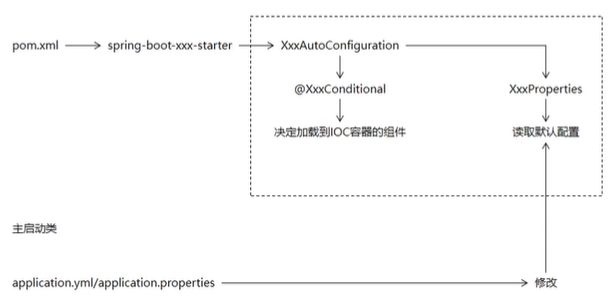 pom.xml
spring-boot-xxx-starter
XxxAutoConfiguration
@XxxConditional
XxxProperties
决定加载到IOC容器的组件
读取默认配置
主启动类
application.yml/application.properties
修改